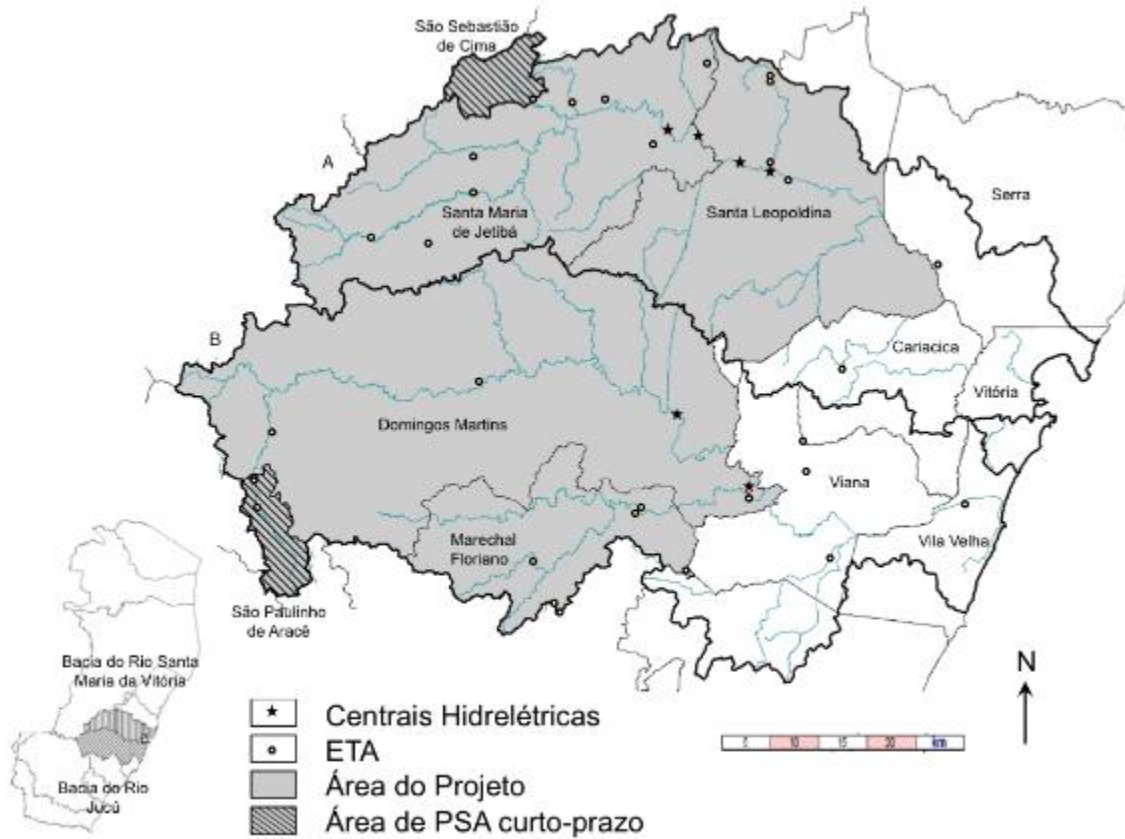 São Sebastião
de Cima
A
Serra
Santa Maria
de Jetibá
Santa Leopoldina
B
Cariacica
Vitória
Domingos Martins
Viana
Marechal
Floriano
Vila Velha
São Paulinho
de Aracê
Bacia do Rio Santa
Maria da Vitória
Bacia do Rio
Jucú
N
Centrais Hidrelétricas
ETA
Área do Projeto
Área de PSA curto-prazo
5 10 15 20 km